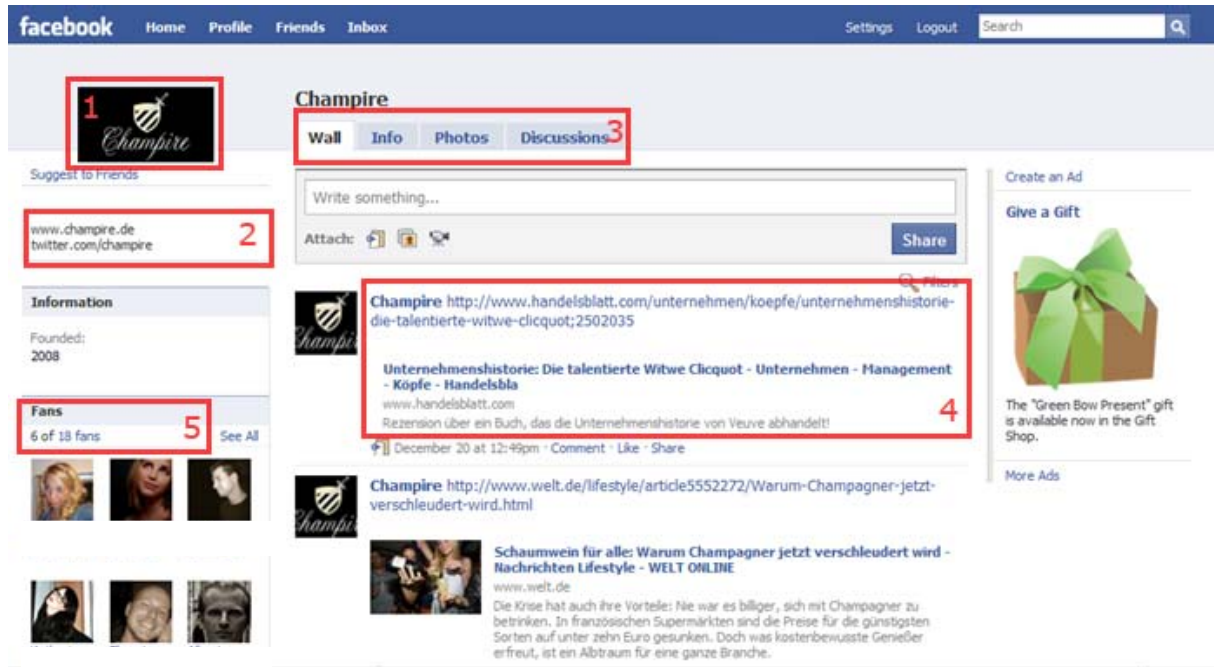 facebook Home Profile Friends Inbox Settings Logout Search
1
Champire
Suggest to Friends
www.champire.de
twitter.com/champire
2
Information
Founded:
2008
Fans
6 of 18 fans
5
See All
Champire
Wall Info Photos Discussions
3
Write something...
Attach:
Share
Filters
Champire http://www.handelsblatt.com/unternehmen/koepfe/unternehmenshistorie-
die-talentierte-witwe-clicquot;2502035
Unternehmenshistorie: Die talentierte Witwe Clicquot - Unternehmen - Management
- Köpfe - Handelsbla
www.handelsblatt.com
Rezension über ein Buch, das die Unternehmenshistorie von Veuve abhandelt!
4
December 20 at 12:49pm · Comment · Like · Share
Champire http://www.welt.de/lifestyle/article5552272/Warum-Champagner-jetzt-
verschleudert-wird.html
Schaumwein für alle: Warum Champagner jetzt verschleudert wird -
Nachrichten Lifestyle - WELT ONLINE
www.welt.de
Die Krise hat auch ihre Vorteile: Nie war es billiger, sich mit Champagner zu
betrinken. In französischen Supermärkten sind die Preise für die günstigsten
Sorten auf unter zehn Euro gesunken. Doch was kostenbewusste Genießer
erfreut, ist ein Albtraum für eine ganze Branche.
Create an Ad
Give a Gift
The "Green Bow Present" gift
is available now in the Gift
Shop.
More Ads